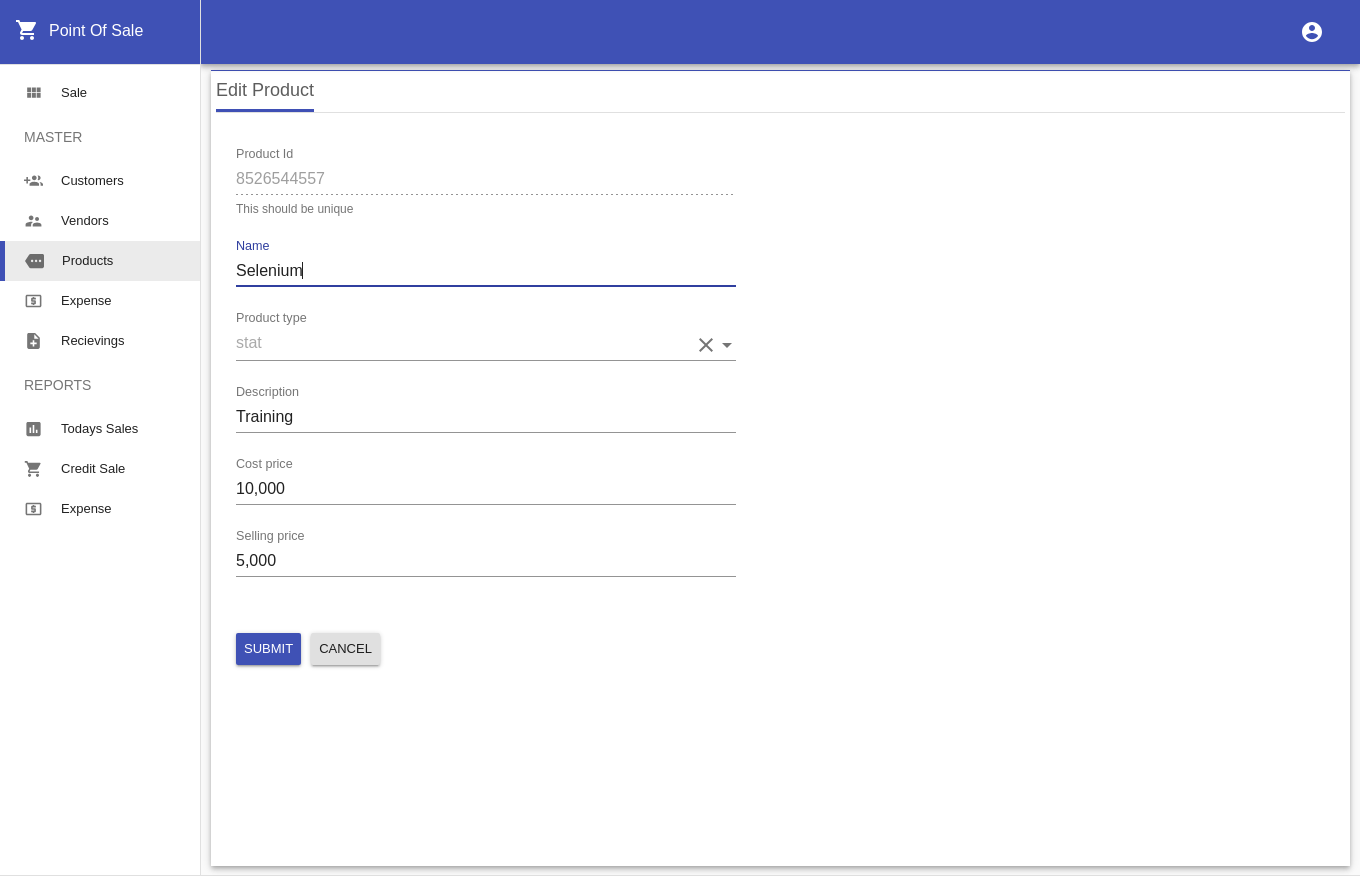 Point Of Sale
Sale
MASTER
Customers
Vendors
Products
Expense
Recievings
REPORTS
Todays Sales
Credit Sale
Expense
Edit Product
Product Id
8526544557
This should be unique
Name
Selenium
Product type
stat
Description
Training
Cost price
10,000
Selling price
5,000
SUBMIT CANCEL